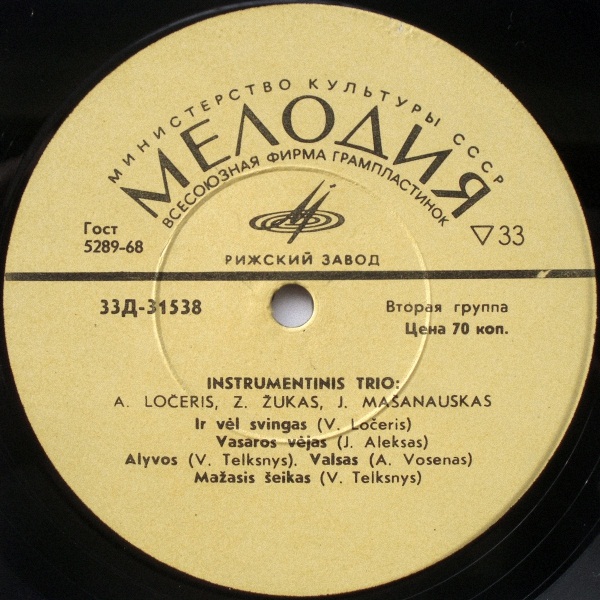 МИНИСТЕРСТВО КУЛЬТУРЫ СССР
МЕЛОДИЯ
ВСЕСОЮЗНАЯ ФИРМА ГРАМПЛАСТИНОК
Гост
5289-68
▽33
РИЖСКИЙ ЗАВОД
33Д-31538
Вторая группа
Цена 70 коп.
INSTRUMENTINIS TRIO:
A. LOČERIS, Z. ŽUKAS, J. MAŠANAUSKAS
Ir vėl svingas (V. Ločeris)
Vasaros vėjas (J. Aleksas)
Alyvos (V. Telksnys). Valsas (A. Vosenas)
Mažasis šeikas (V. Telksnys)